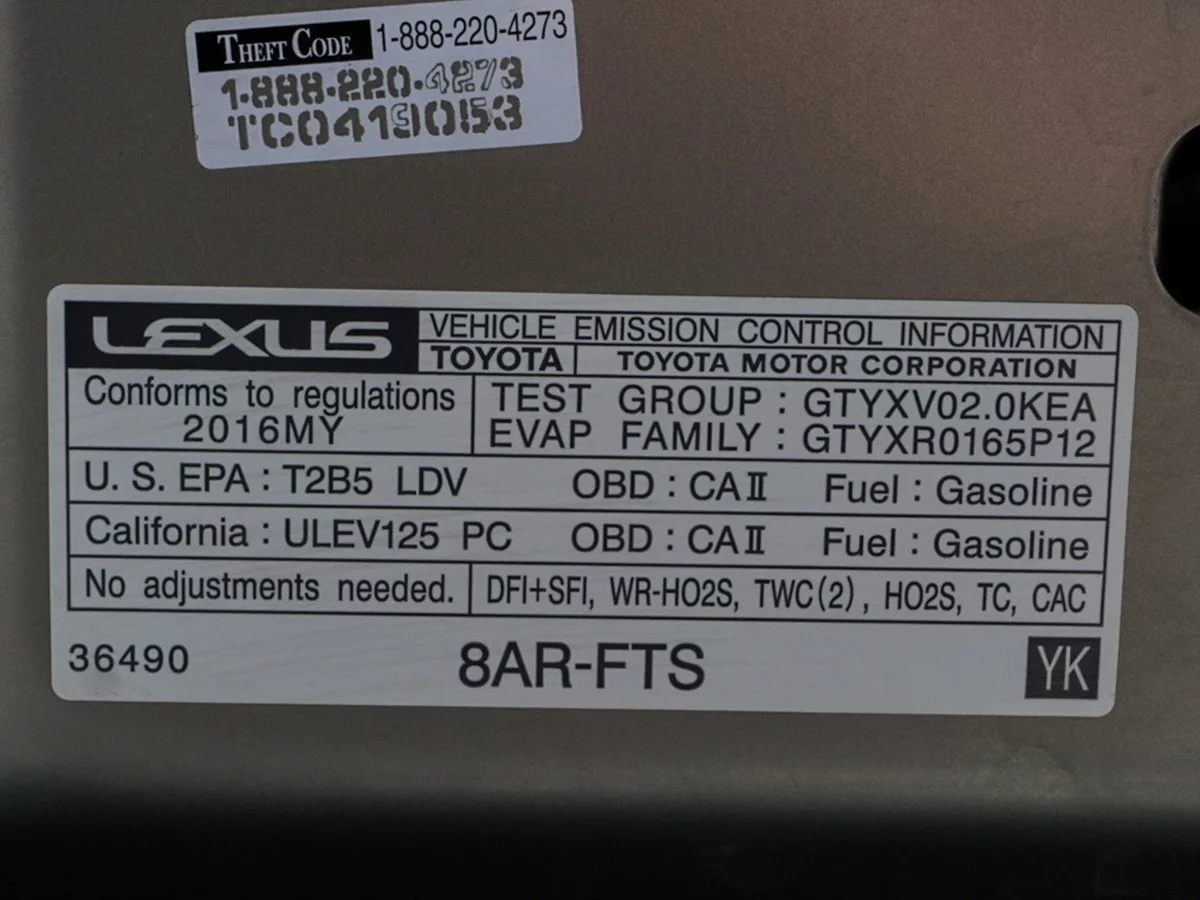 THEFT CODE 1-888-220-4273
1-888-220-4273
TC0419053
LEXUS VEHICLE EMISSION CONTROL INFORMATION
TOYOTA TOYOTA MOTOR CORPORATION
Conforms to regulations TEST GROUP : GTYXV02.0KEA
2016MY EVAP FAMILY : GTYXR0165P12
U. S. EPA : T2B5 LDV OBD : CAⅡ Fuel : Gasoline
California : ULEV125 PC OBD : CAⅡ Fuel : Gasoline
No adjustments needed. DFI+SFI, WR-HO2S, TWC(2), HO2S, TC, CAC
36490 8AR-FTS YK